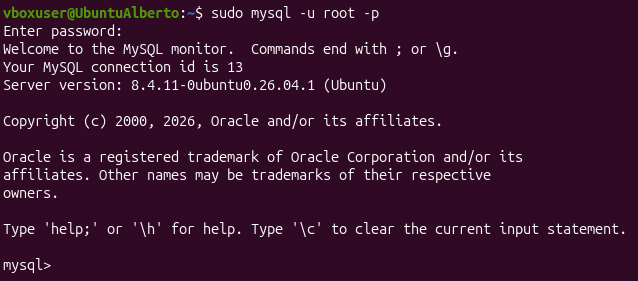 vboxuser@UbuntuAlberto:~$ sudo mysql -u root -p
Enter password:
Welcome to the MySQL monitor.  Commands end with ; or \g.
Your MySQL connection id is 13
Server version: 8.4.11-0ubuntu0.26.04.1 (Ubuntu)

Copyright (c) 2000, 2026, Oracle and/or its affiliates.

Oracle is a registered trademark of Oracle Corporation and/or its
affiliates. Other names may be trademarks of their respective
owners.

Type 'help;' or '\h' for help. Type '\c' to clear the current input statement.

mysql>